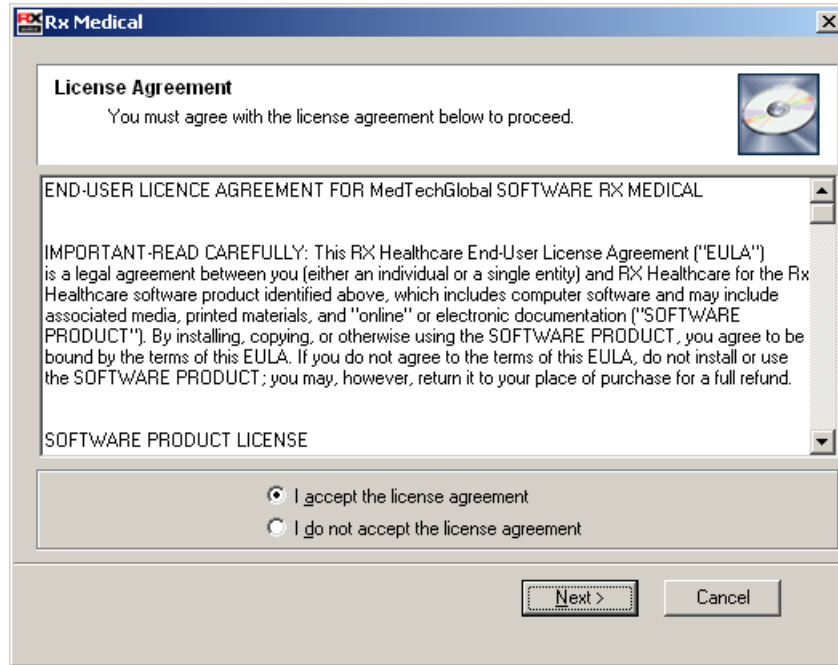 RX Rx Medical
License Agreement
You must agree with the license agreement below to proceed.
END-USER LICENCE AGREEMENT FOR MedTechGlobal SOFTWARE RX MEDICAL
IMPORTANT-READ CAREFULLY: This RX Healthcare End-User License Agreement ("EULA")
is a legal agreement between you (either an individual or a single entity) and RX Healthcare for the Rx
Healthcare software product identified above, which includes computer software and may include
associated media, printed materials, and "online" or electronic documentation ("SOFTWARE
PRODUCT"). By installing, copying, or otherwise using the SOFTWARE PRODUCT, you agree to be
bound by the terms of this EULA. If you do not agree to the terms of this EULA, do not install or use
the SOFTWARE PRODUCT; you may, however, return it to your place of purchase for a full refund.
SOFTWARE PRODUCT LICENSE
I accept the license agreement
I do not accept the license agreement
Next >
Cancel